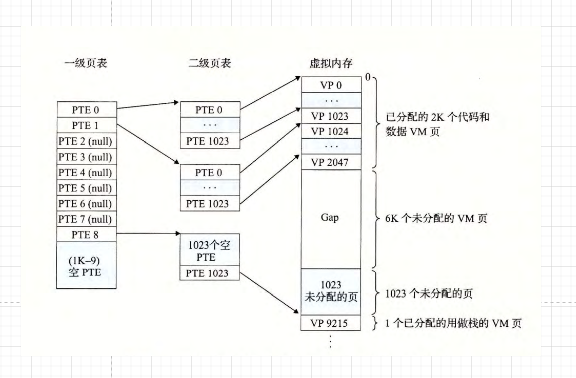 一级页表
二级页表
虚拟内存
PTE 0
PTE 1
PTE 2 (null)
PTE 3 (null)
PTE 4 (null)
PTE 5 (null)
PTE 6 (null)
PTE 7 (null)
PTE 8
(1K–9)
空 PTE
PTE 0
···
PTE 1023
PTE 0
···
PTE 1023
1023个空
PTE
PTE 1023
0
VP 0
···
VP 1023
VP 1024
···
VP 2047
Gap
1023
未分配的页
VP 9215
⋮
已分配的 2K 个代码和
数据 VM 页
6K 个未分配的 VM 页
1023 个未分配的页
1 个已分配的用做栈的 VM 页